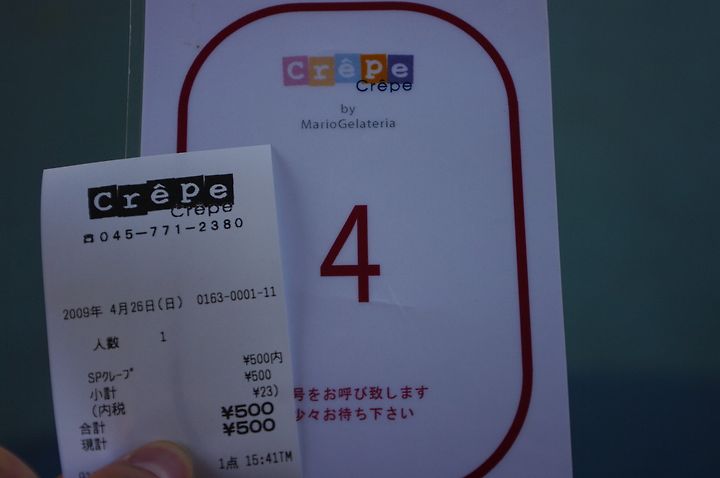 Crêpe
Crêpe
by
MarioGelateria
4
号をお呼び致します
少々お待ち下さい
Crêpe
Crêpe
☎045-771-2380
2009年 4月26日(日) 0163-0001-11
人数 1
¥500内
SPクレープ ¥500
小計 ¥23)
(内税 ¥500
合計 ¥500
現計
1点 15:41TM